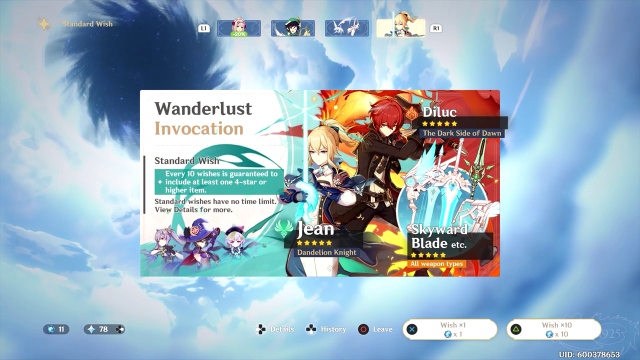 Standard Wish
L1
-20%
R1
Wanderlust
Invocation
Standard Wish
Every 10 wishes is guaranteed to
include at least one 4-star or
higher item.
Standard wishes have no time limit.
View Details for more.
Diluc
The Dark Side of Dawn
Jean
Dandelion Knight
Skyward
Blade etc.
All weapon types
11
78
Details
History
Leave
Wish ×1
x 1
Wish ×10
x 10
UID: 600378653